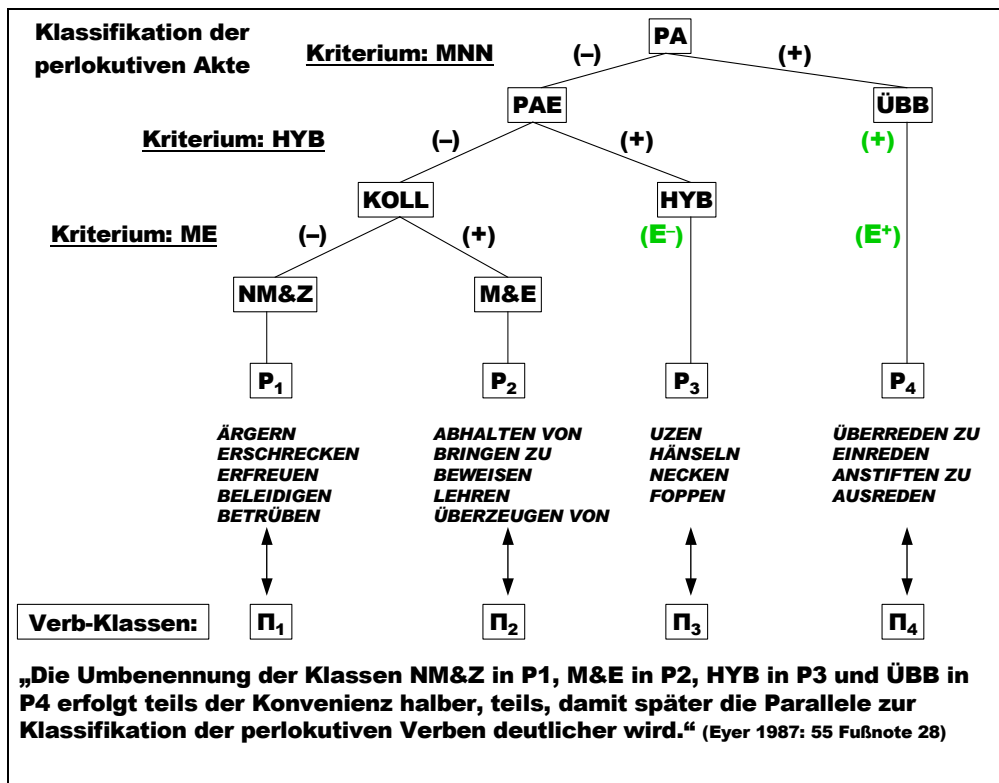 Klassifikation der
perlokutiven Akte
PA
Kriterium: MNN (–) (+)
PAE ÜBB
Kriterium: HYB (–) (+) (+)
KOLL HYB
Kriterium: ME (–) (+) (E⁻) (E⁺)
NM&Z M&E
P₁ P₂ P₃ P₄
ÄRGERN ABHALTEN VON UZEN ÜBERREDEN ZU
ERSCHRECKEN BRINGEN ZU HÄNSELN EINREDEN
ERFREUEN BEWEISEN NECKEN ANSTIFTEN ZU
BELEIDIGEN LEHREN FOPPEN AUSREDEN
BETRÜBEN ÜBERZEUGEN VON
Verb-Klassen: Π₁ Π₂ Π₃ Π₄
„Die Umbenennung der Klassen NM&Z in P1, M&E in P2, HYB in P3 und ÜBB in
P4 erfolgt teils der Konvenienz halber, teils, damit später die Parallele zur
Klassifikation der perlokutiven Verben deutlicher wird.“ (Eyer 1987: 55 Fußnote 28)